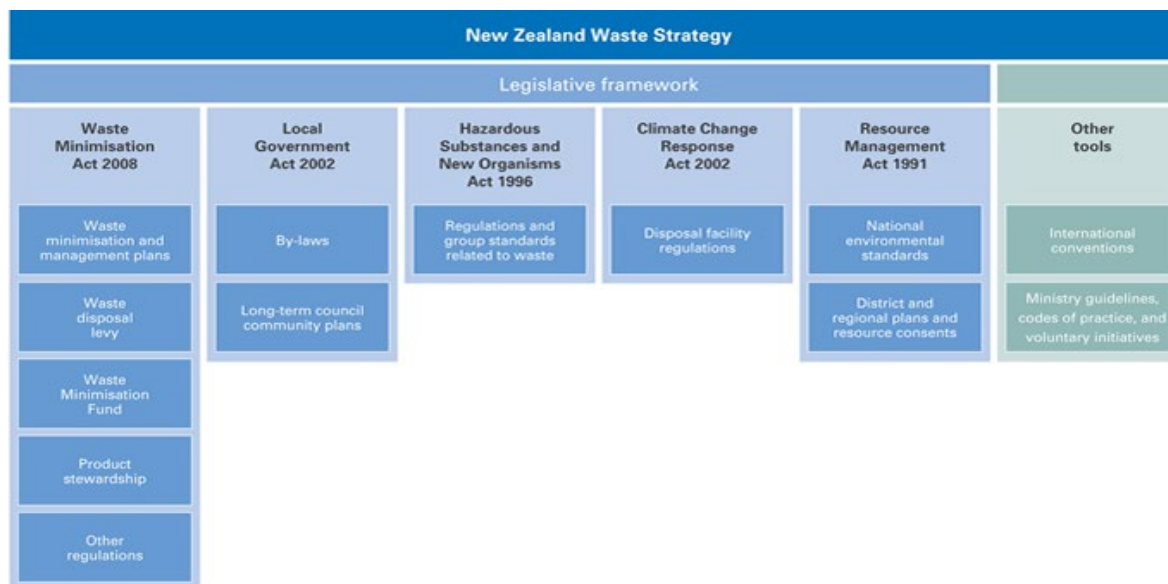 New Zealand Waste Strategy
Legislative framework
Waste
Minimisation
Act 2008
Waste
minimisation and
management plans
Waste
disposal
levy
Waste
Minimisation
Fund
Product
stewardship
Other
regulations
Local
Government
Act 2002
By-laws
Long-term council
community plans
Hazardous
Substances and
New Organisms
Act 1996
Regulations and
group standards
related to waste
Climate Change
Response
Act 2002
Disposal facility
regulations
Resource
Management
Act 1991
National
environmental
standards
District and
regional plans and
resource consents
Other
tools
International
conventions
Ministry guidelines,
codes of practice, and
voluntary initiatives